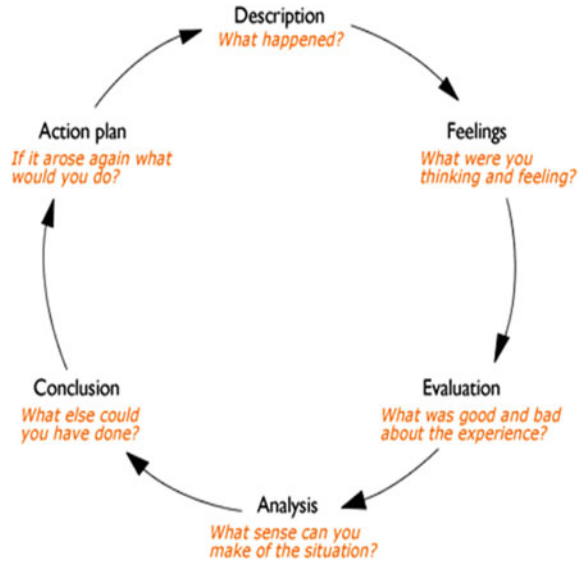 Description
What happened?
Feelings
What were you
thinking and feeling?
Evaluation
What was good and bad
about the experience?
Analysis
What sense can you
make of the situation?
Conclusion
What else could
you have done?
Action plan
If it arose again what
would you do?